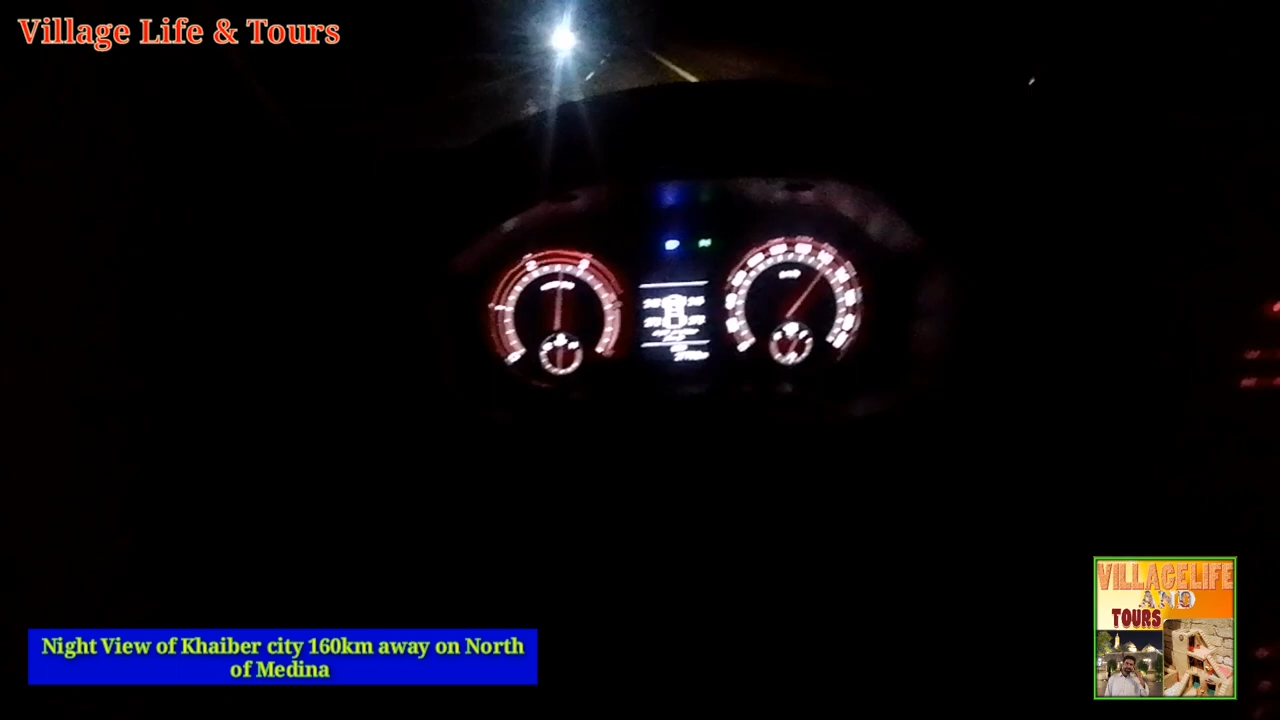 Village Life & Tours
Night View of Khaiber city 160km away on North
of Medina
VILLAGE LIFE
AND
TOURS